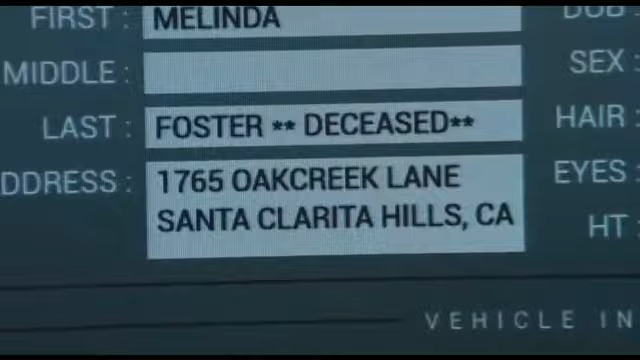 FIRST : MELINDA
MIDDLE :
LAST : FOSTER ** DECEASED**
DDRESS : 1765 OAKCREEK LANE
SANTA CLARITA HILLS, CA
DOB :
SEX :
HAIR :
EYES :
HT :
VEHICLE IN